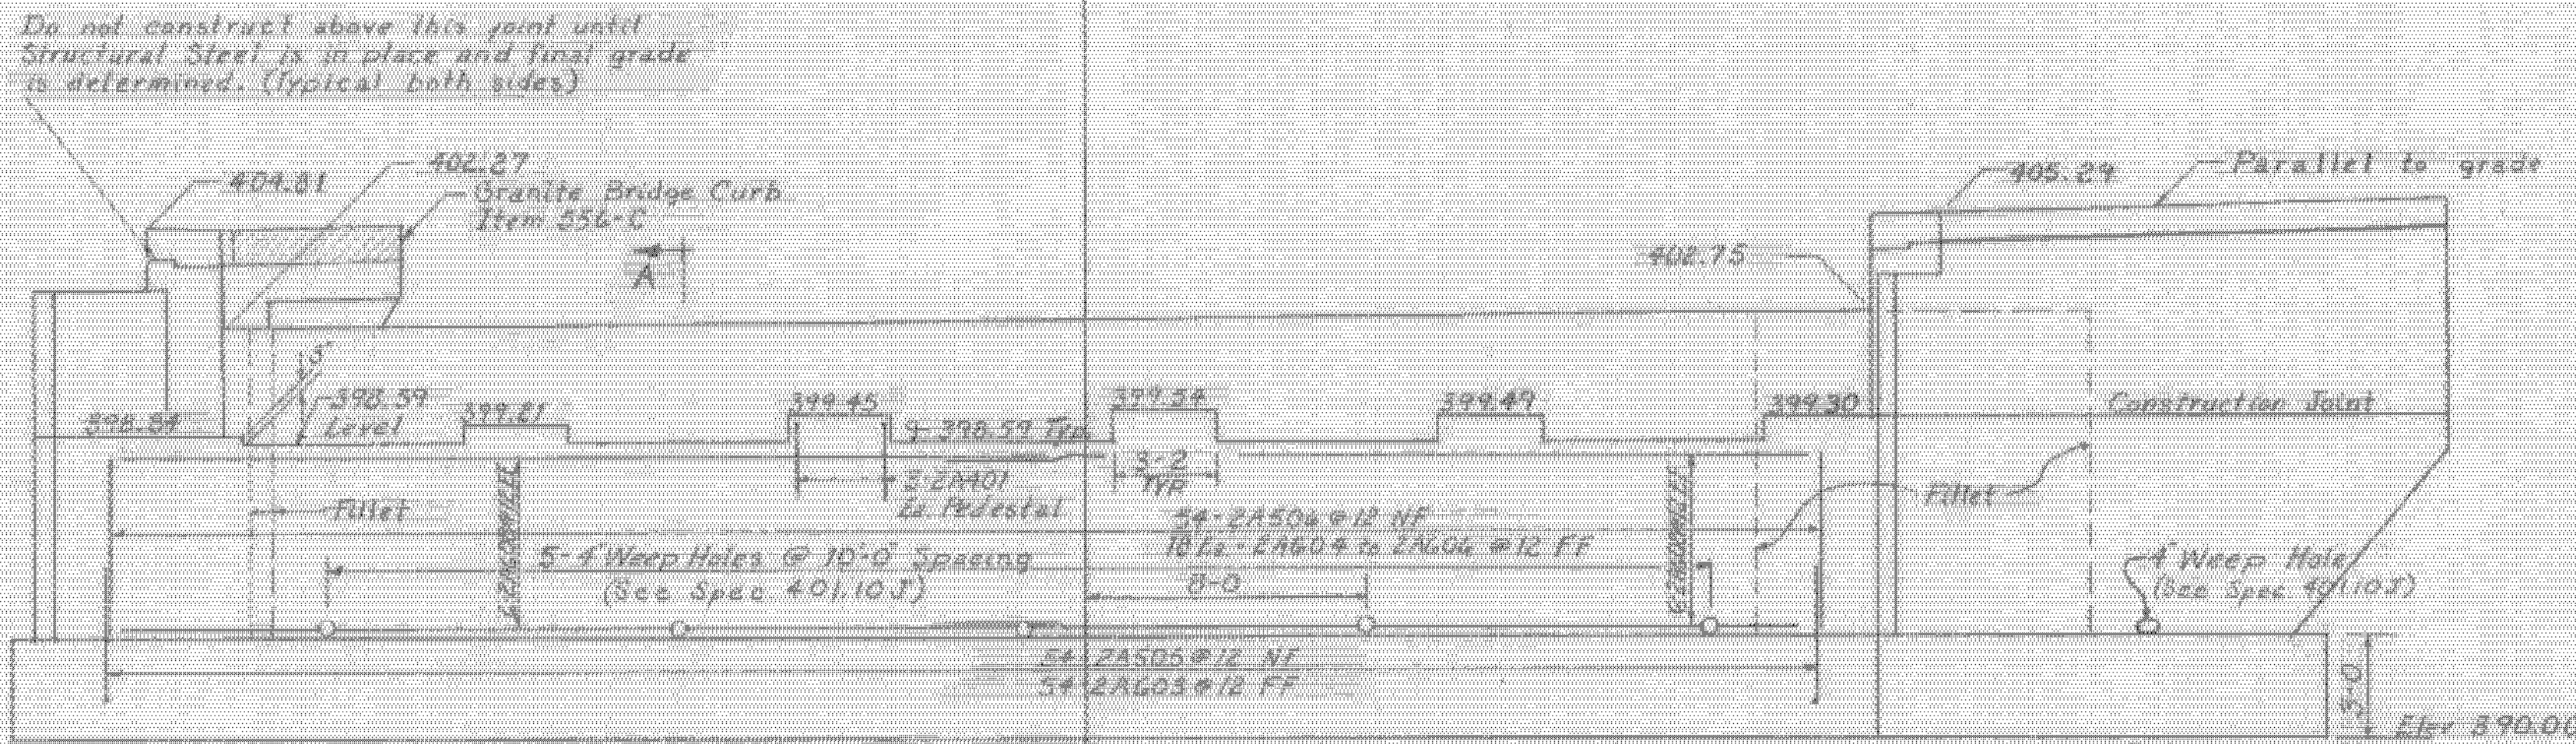 Do not construct above this joint until
Structural Steel is in place and final grade
is determined. (Typical both sides)
404.81
402.27
Granite Bridge Curb
Item 556-C
A
402.75
405.29
Parallel to grade
3"
398.84
398.59
Level
399.21
399.45
398.59 Typ.
399.54
399.49
399.30
Construction Joint
3-2
TYP
2-2A401
Ea. Pedestal
Fillet
54-2A506 @ 12 NF
18 Ea.-2A604 to 2A606 @ 12 FF
Fillet
5-4" Weep Holes @ 10'-0" Spacing
(See Spec. 401.10J)
8-0
4" Weep Hole
(See Spec. 401.10J)
54-2A505 @ 12 NF
54-2A603 @ 12 FF
3-0
Elev 390.00